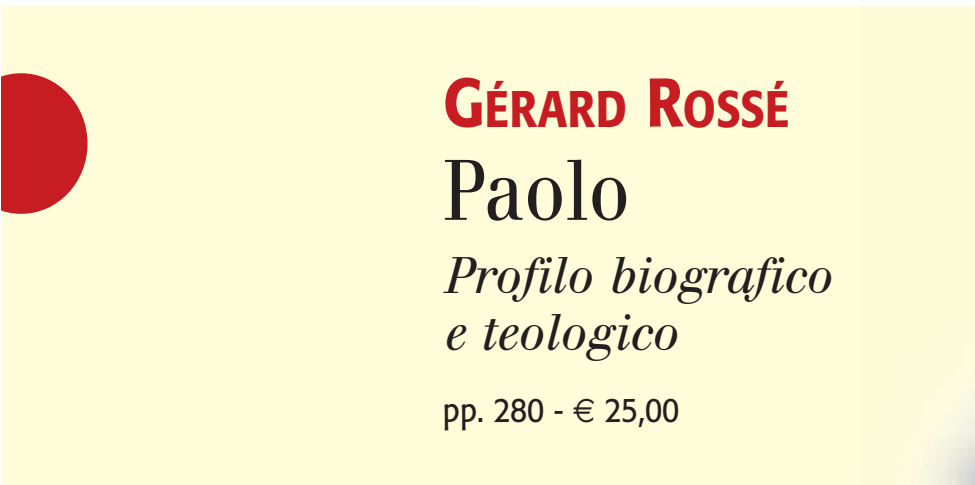 GÉRARD ROSSÉ
Paolo
Profilo biografico
e teologico
pp. 280 - € 25,00